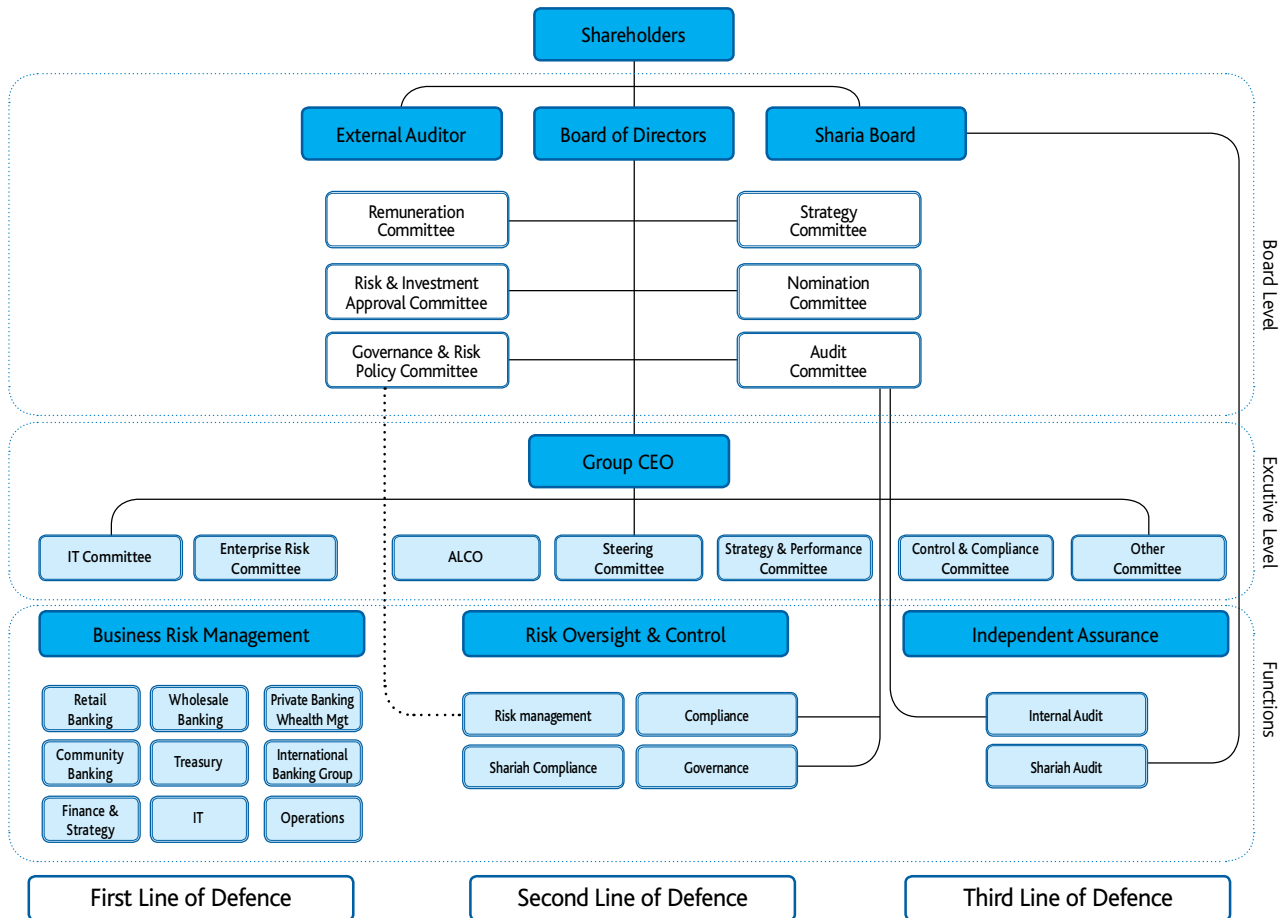 Shareholders
External Auditor
Board of Directors
Sharia Board
Remuneration
Committee
Strategy
Committee
Risk & Investment
Approval Committee
Nomination
Committee
Governance & Risk
Policy Committee
Audit
Committee
Board Level
Group CEO
IT Committee
Enterprise Risk
Committee
ALCO
Steering
Committee
Strategy & Performance
Committee
Control & Compliance
Committee
Other
Committee
Excutive Level
Business Risk Management
Risk Oversight & Control
Independent Assurance
Retail
Banking
Wholesale
Banking
Private Banking
Whealth Mgt
Community
Banking
Treasury
International
Banking Group
Finance &
Strategy
IT
Operations
Risk management
Compliance
Shariah Compliance
Governance
Internal Audit
Shariah Audit
Functions
First Line of Defence
Second Line of Defence
Third Line of Defence